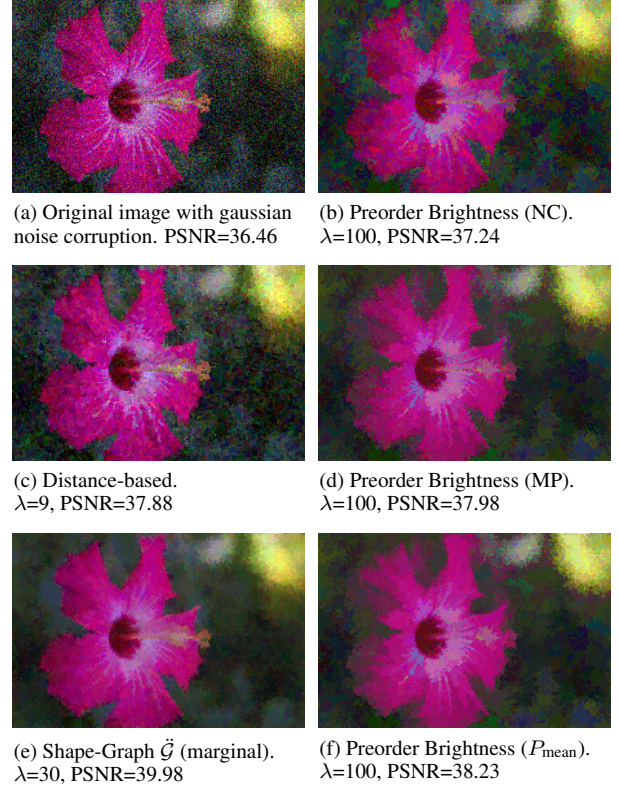 (a) Original image with gaussian
noise corruption. PSNR=36.46
(b) Preorder Brightness (NC).
λ=100, PSNR=37.24
(c) Distance-based.
λ=9, PSNR=37.88
(d) Preorder Brightness (MP).
λ=100, PSNR=37.98
(e) Shape-Graph G̈ (marginal).
λ=30, PSNR=39.98
(f) Preorder Brightness (Pmean).
λ=100, PSNR=38.23